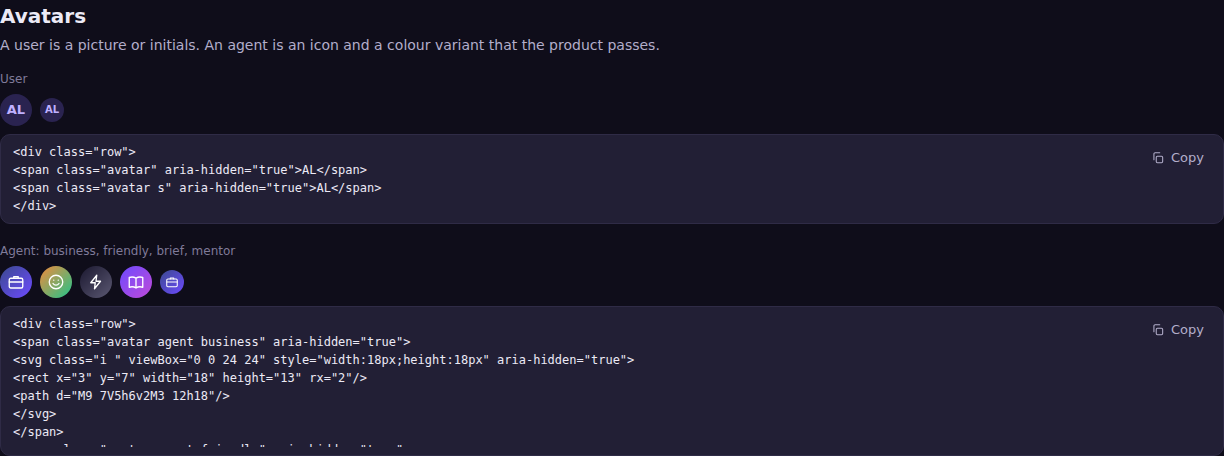 Avatars
A user is a picture or initials. An agent is an icon and a colour variant that the product passes.
User
AL AL
<div class="row">
Copy
<span class="avatar" aria-hidden="true">AL</span>
<span class="avatar s" aria-hidden="true">AL</span>
</div>
Agent: business, friendly, brief, mentor
<div class="row">
Copy
<span class="avatar agent business" aria-hidden="true">
<svg class="i " viewBox="0 0 24 24" style="width:18px;height:18px" aria-hidden="true">
<rect x="3" y="7" width="18" height="13" rx="2"/>
<path d="M9 7V5h6v2M3 12h18"/>
</svg>
</span>